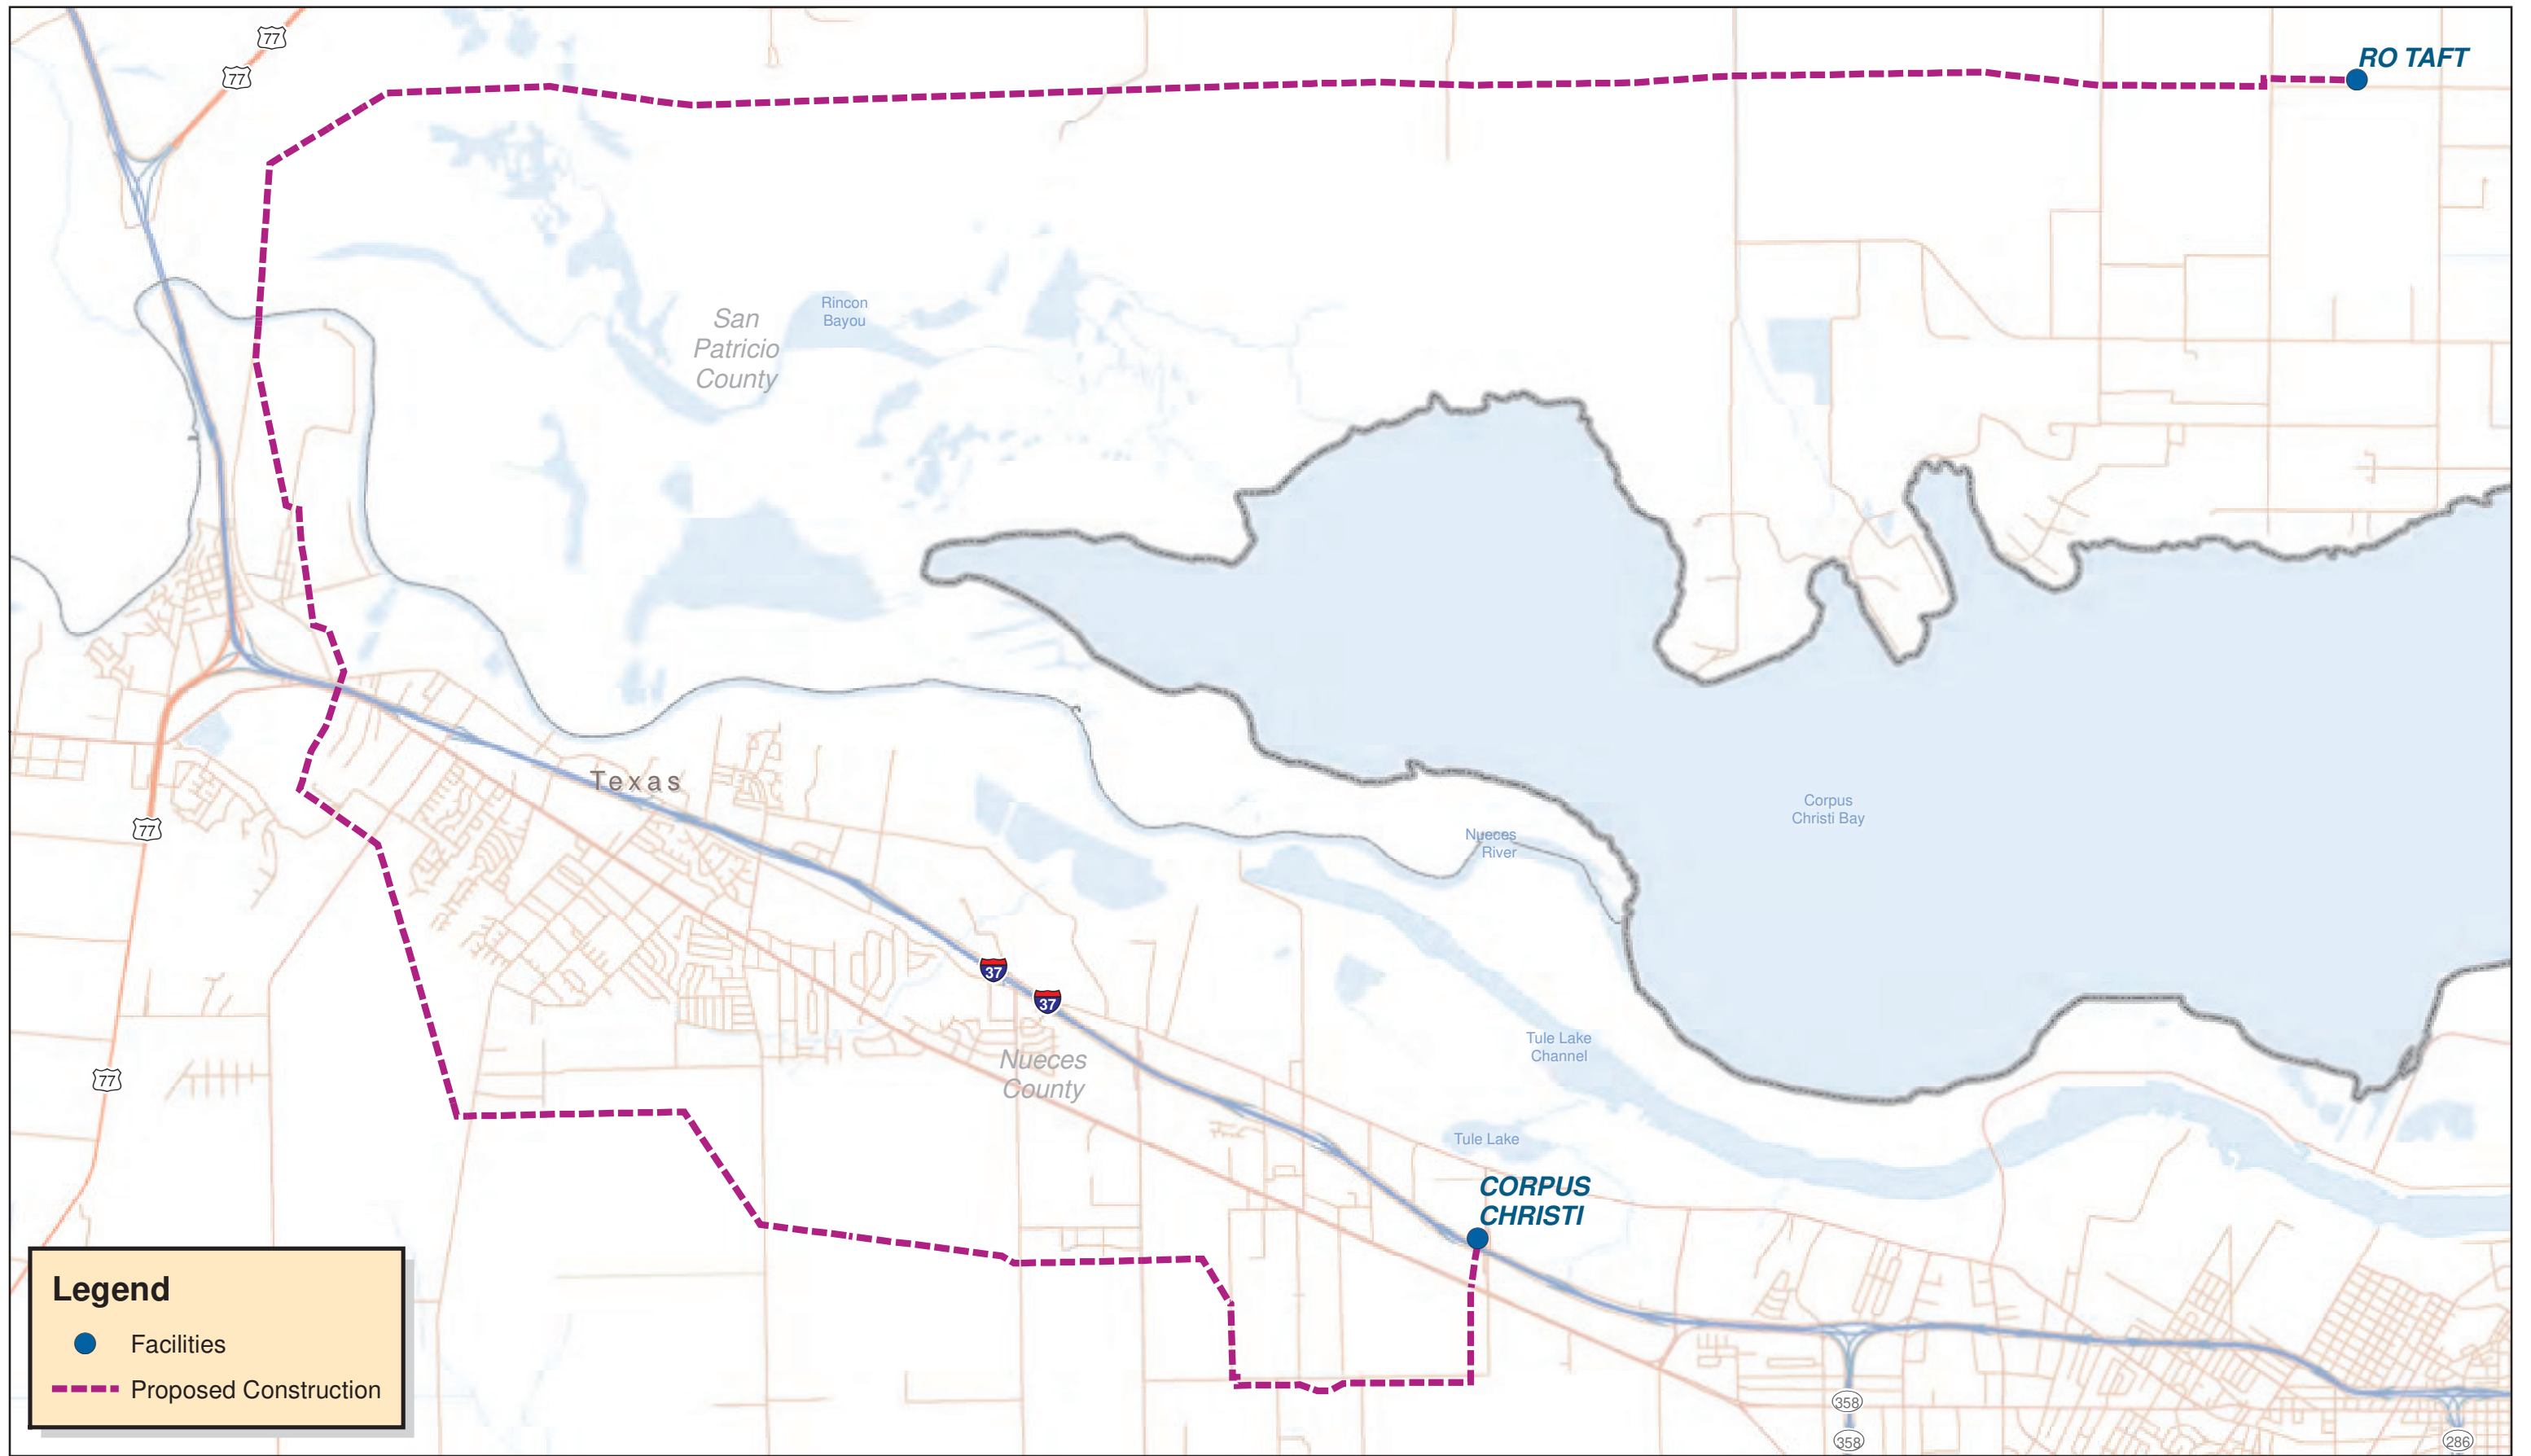 77
RO TAFT
77
Rincon
Bayou
San
Patricio
County
Texas
Corpus
Christi Bay
77
Nueces
River
37
37
Tule Lake
Channel
Nueces
County
77
Tule Lake
CORPUS
CHRISTI
Legend
Facilities
Proposed Construction
358
358
286